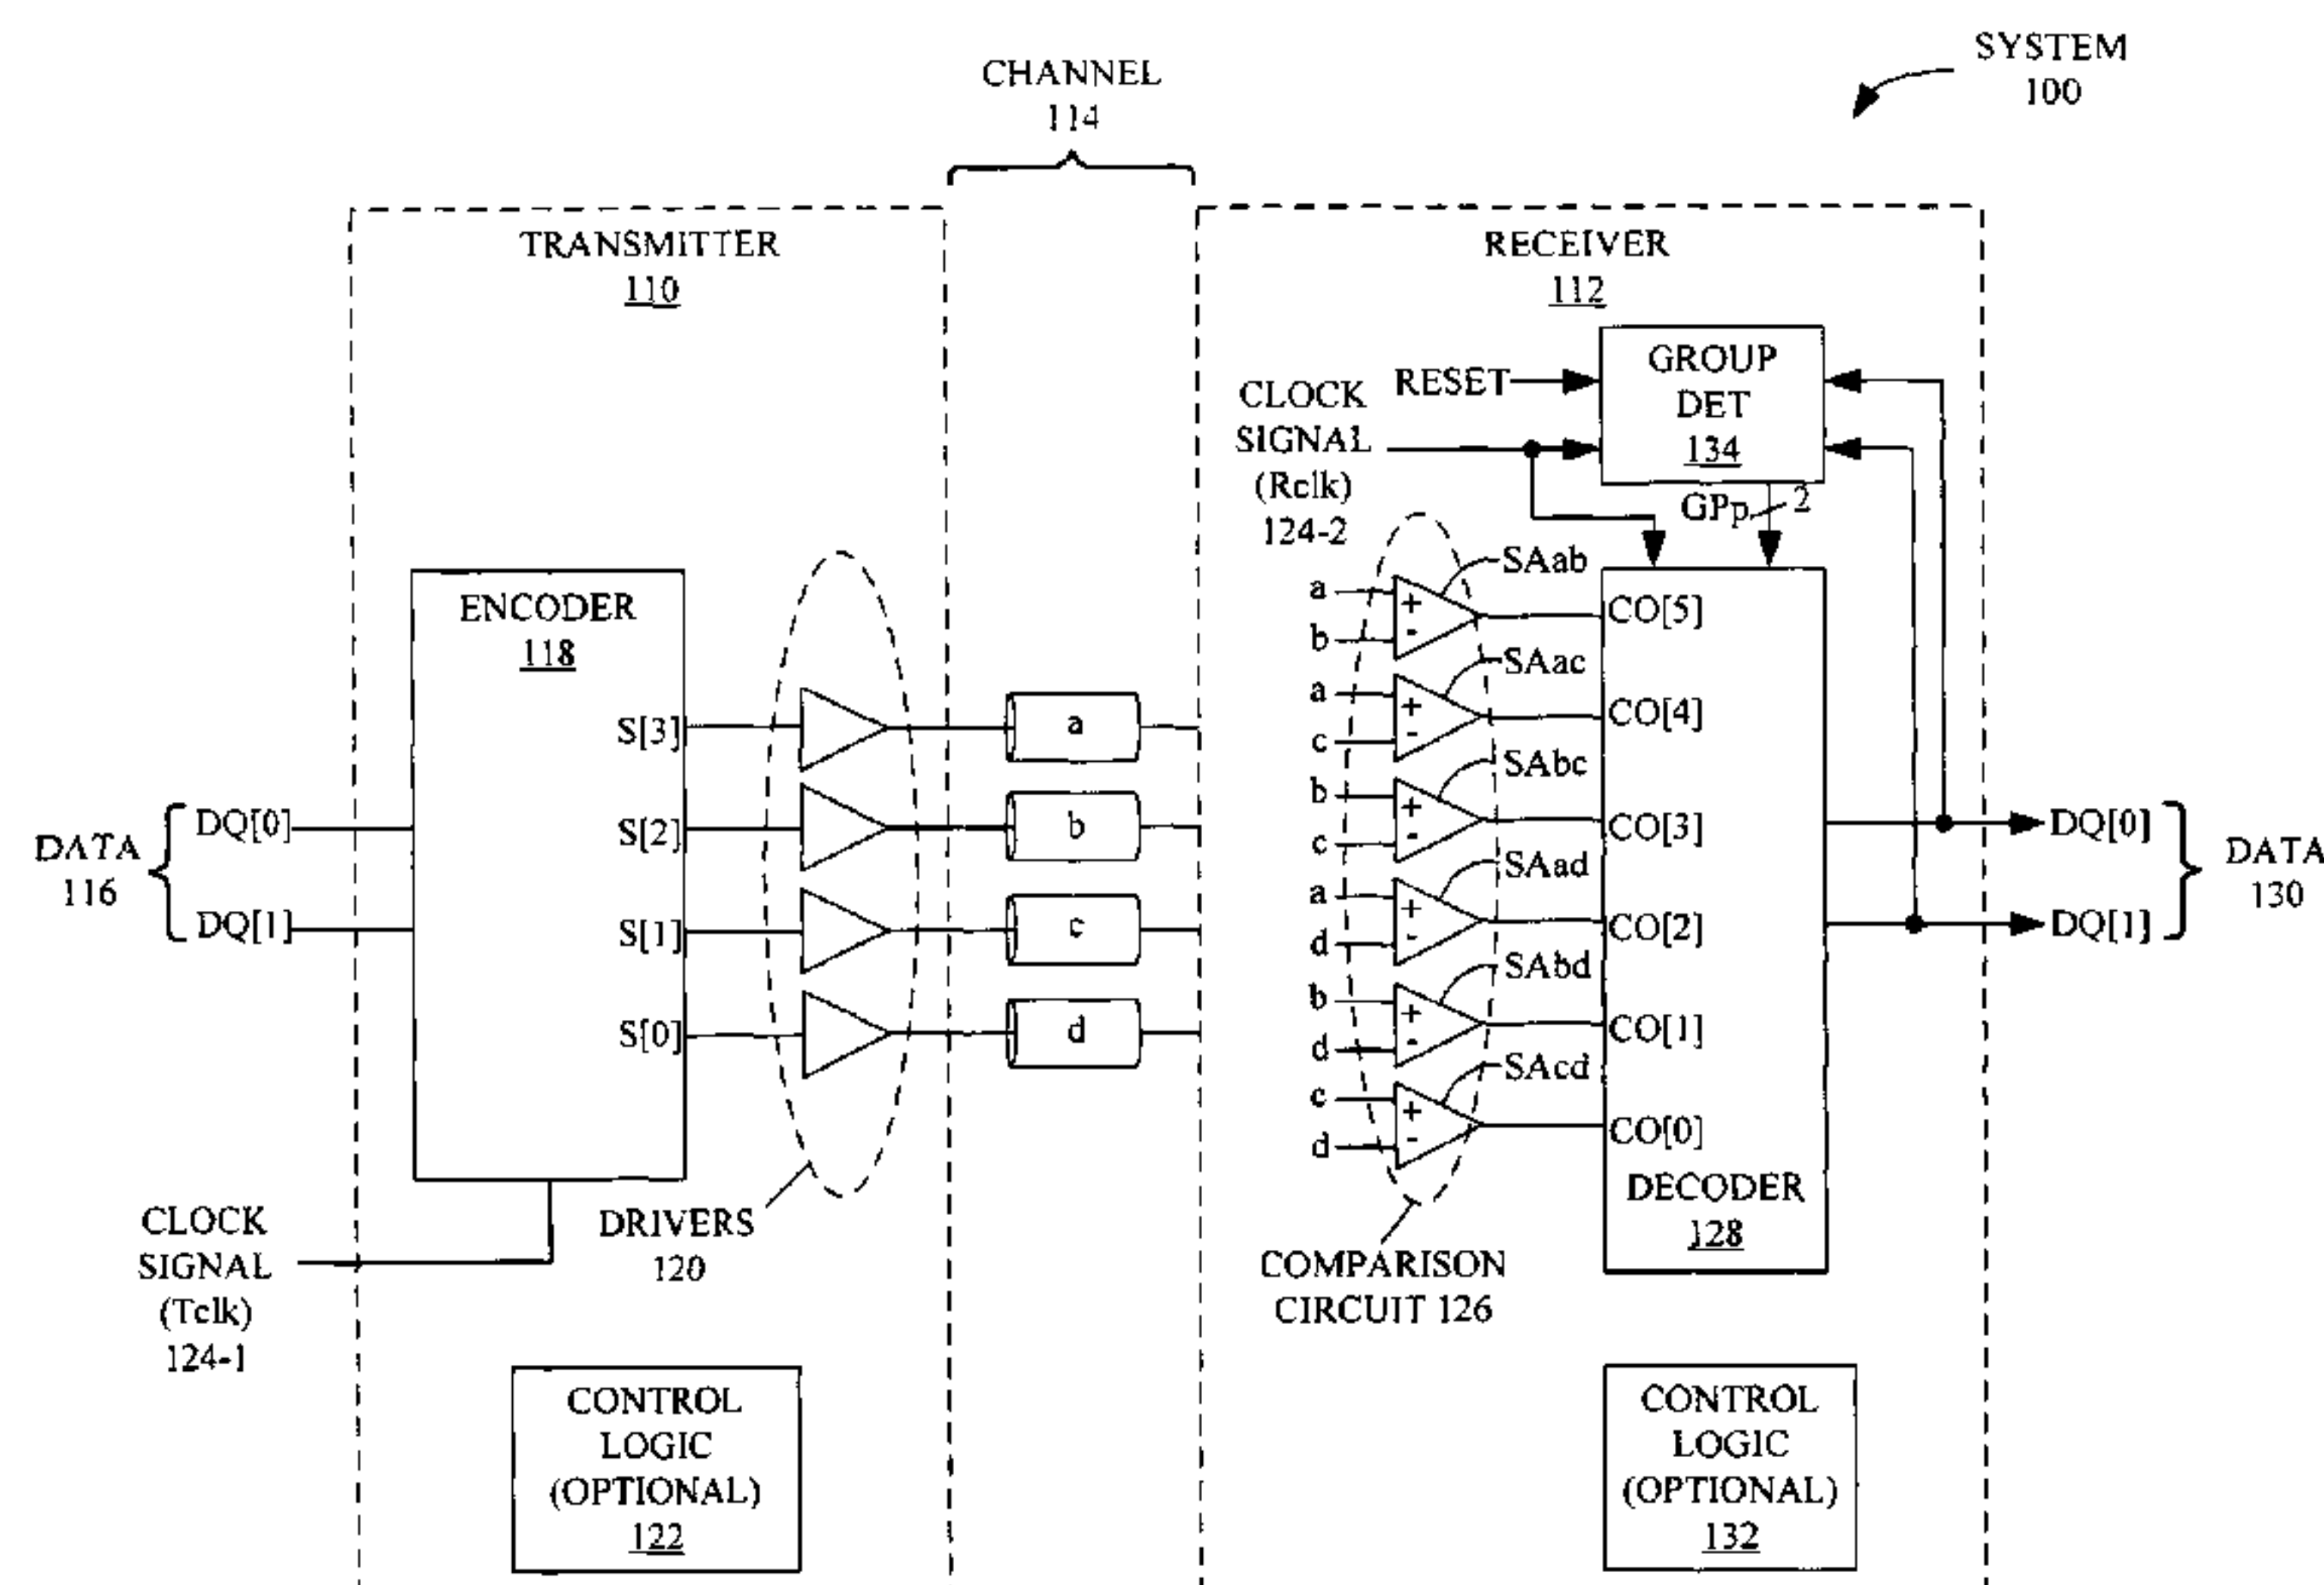 SYSTEM
100
CHANNEL
114
TRANSMITTER
110
RECEIVER
112
GROUP
DET
134
RESET
CLOCK
SIGNAL
(Rclk)
124-2
GPp
2
ENCODER
118
S[3]
S[2]
S[1]
S[0]
a
b
c
d
DATA
116
DQ[0]
DQ[1]
CLOCK
SIGNAL
(Tclk)
124-1
DRIVERS
120
CONTROL
LOGIC
(OPTIONAL)
122
a
+
b
-
SAab
CO[5]
a
+
c
-
SAac
CO[4]
b
+
c
-
SAbc
CO[3]
a
+
d
-
SAad
CO[2]
b
+
d
-
SAbd
CO[1]
c
+
d
-
SAcd
CO[0]
DECODER
128
COMPARISON
CIRCUIT 126
DQ[0]
DQ[1]
DATA
130
CONTROL
LOGIC
(OPTIONAL)
132